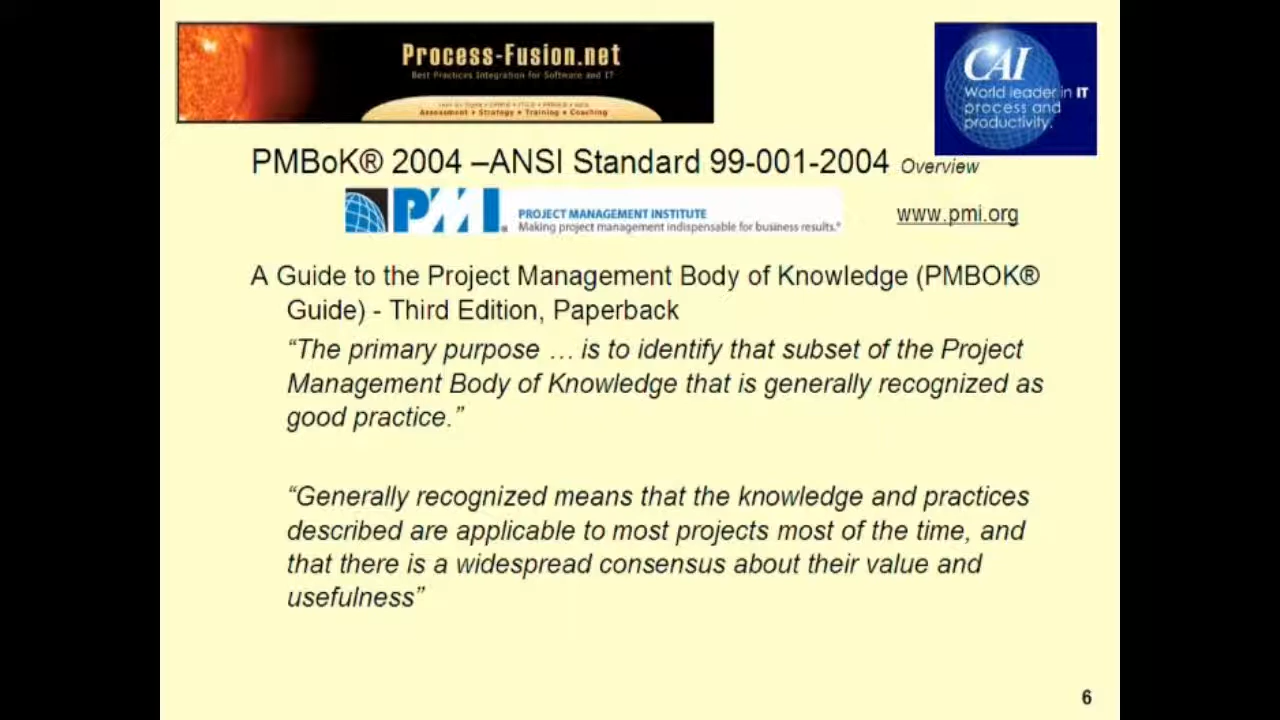 Process-Fusion.net
Best Practices Integration for Software and IT
Assessment • Strategy • Training • Coaching
CAI
World leader in IT
process and
productivity.
PMBoK® 2004 –ANSI Standard 99-001-2004 Overview
PMI.
PROJECT MANAGEMENT INSTITUTE
Making project management indispensable for business results.®
www.pmi.org
A Guide to the Project Management Body of Knowledge (PMBOK®
Guide) - Third Edition, Paperback
“The primary purpose … is to identify that subset of the Project
Management Body of Knowledge that is generally recognized as
good practice.”
“Generally recognized means that the knowledge and practices
described are applicable to most projects most of the time, and
that there is a widespread consensus about their value and
usefulness”
6